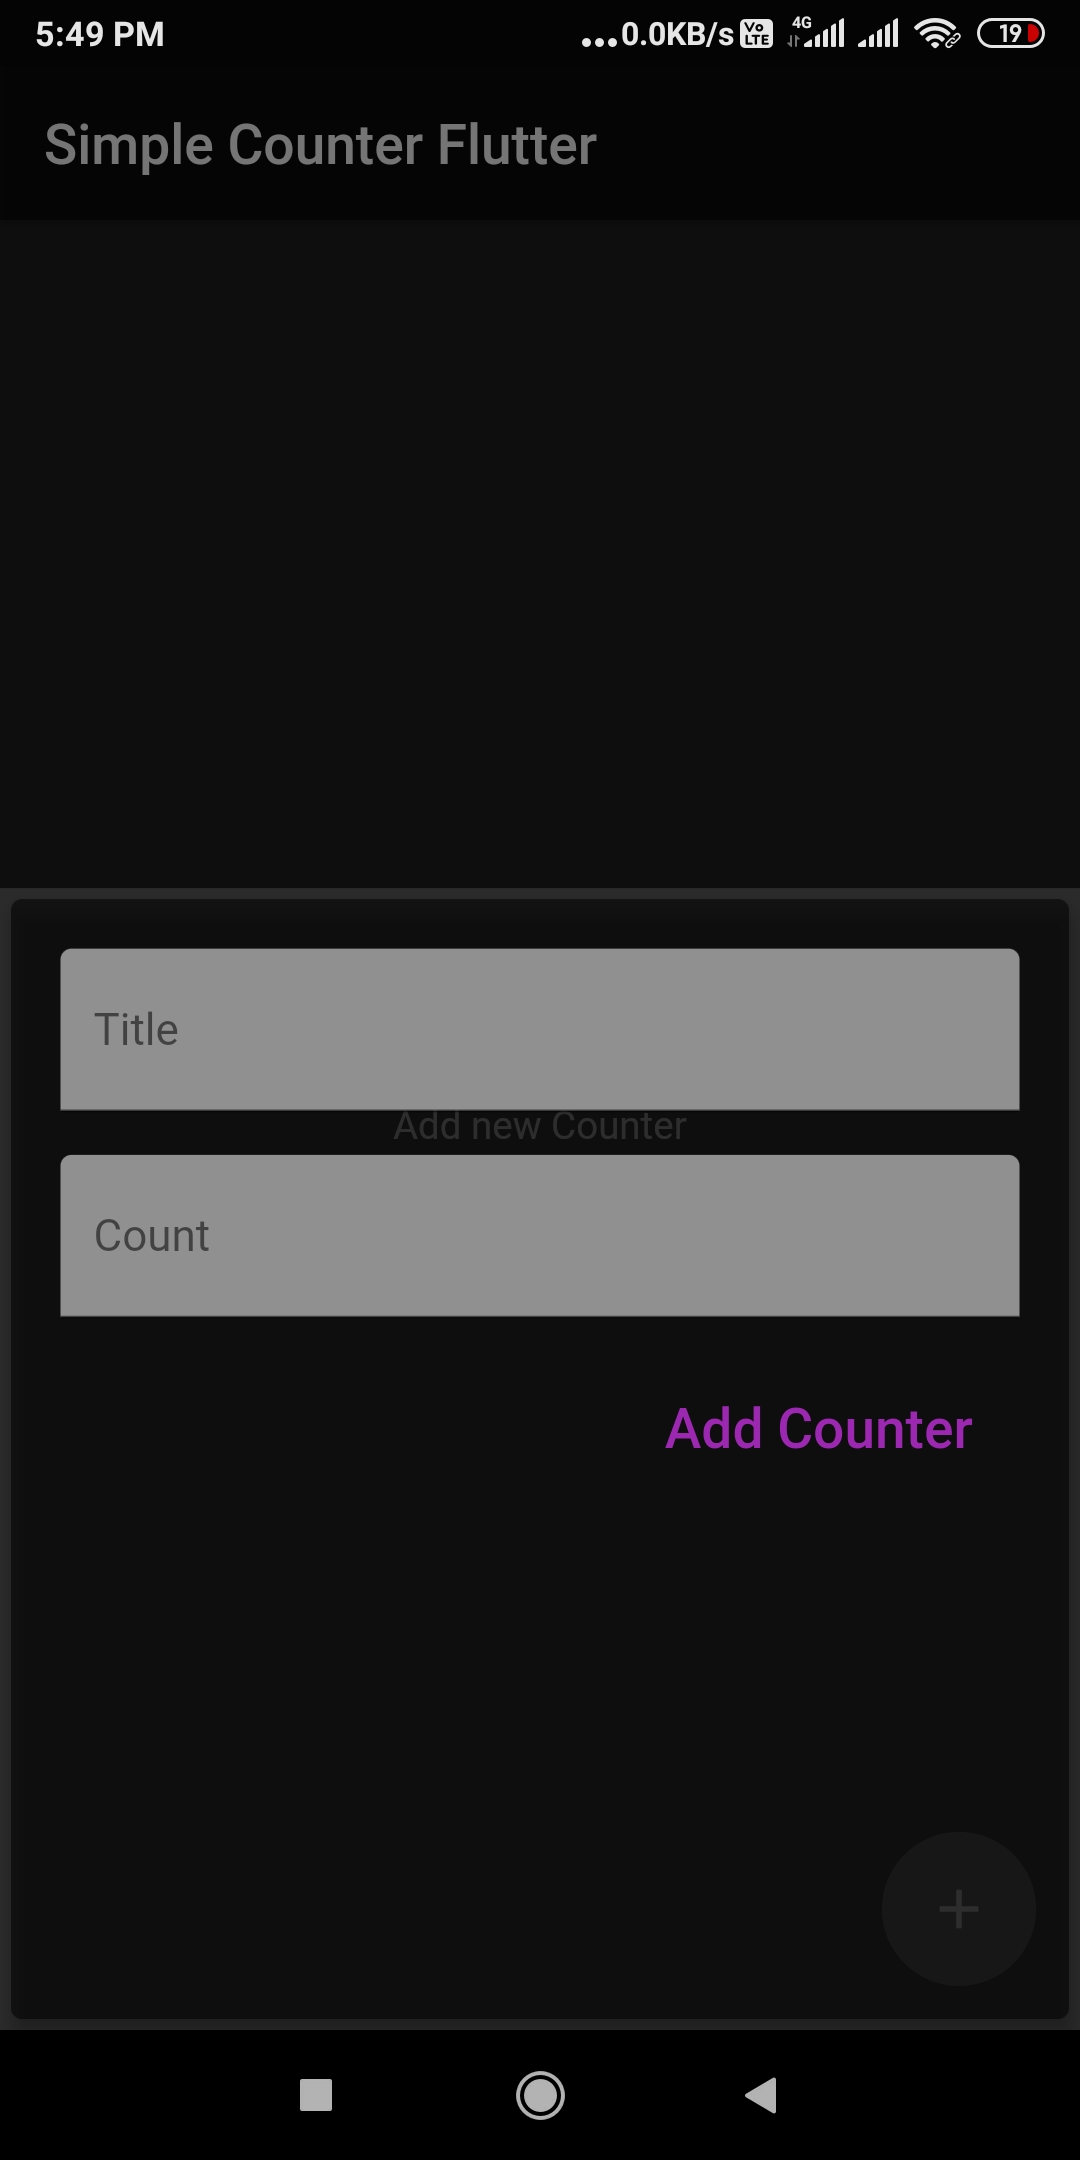 5:49 PM ...0.0KB/s Vo LTE 4G 19
Simple Counter Flutter
Title
Add new Counter
Count
Add Counter